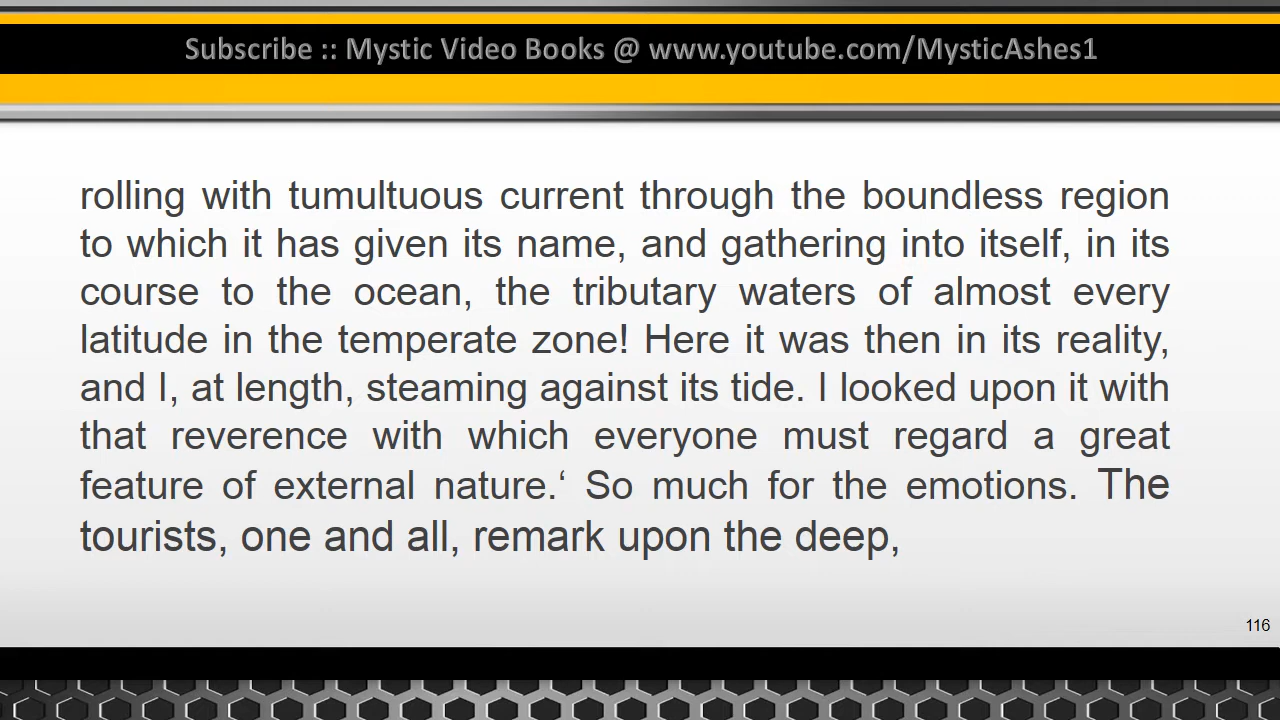 Subscribe :: Mystic Video Books @ www.youtube.com/MysticAshes1
rolling with tumultuous current through the boundless region
to which it has given its name, and gathering into itself, in its
course to the ocean, the tributary waters of almost every
latitude in the temperate zone! Here it was then in its reality,
and I, at length, steaming against its tide. I looked upon it with
that reverence with which everyone must regard a great
feature of external nature.‘ So much for the emotions. The
tourists, one and all, remark upon the deep,
116